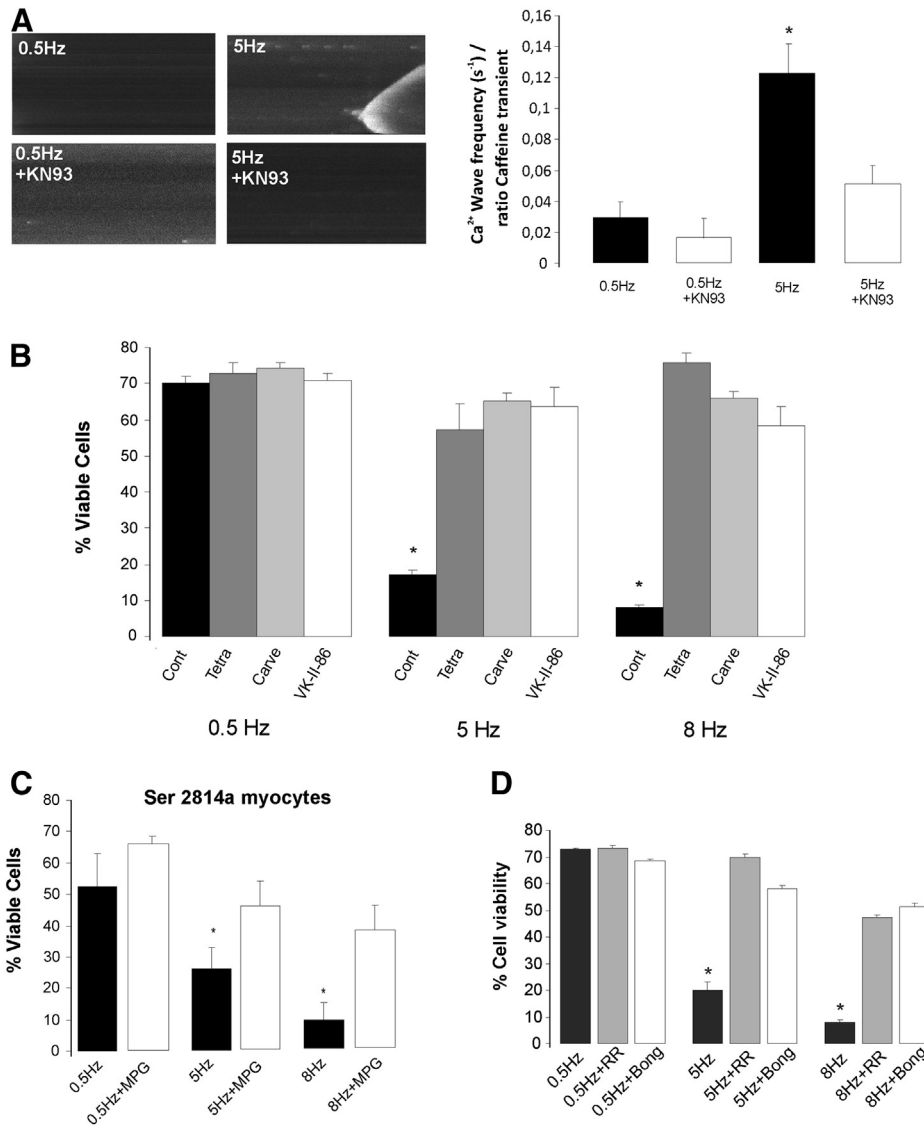 A
0.5Hz
5Hz
0.5Hz
+KN93
5Hz
+KN93
Ca²⁺ Wave frequency (s⁻¹) /
ratio Caffeine transient
0,16
0,14
0,12
0,1
0,08
0,06
0,04
0,02
0
*
0.5Hz
0.5Hz
+KN93
5Hz
5Hz
+KN93
B
% Viable Cells
80
70
60
50
40
30
20
10
0
*
*
Cont
Tetra
Carve
VK-II-86
Cont
Tetra
Carve
VK-II-86
Cont
Tetra
Carve
VK-II-86
0.5 Hz
5 Hz
8 Hz
C
Ser 2814a myocytes
% Viable Cells
80
70
60
50
40
30
20
10
0
*
*
0.5Hz
0.5Hz+MPG
5Hz
5Hz+MPG
8Hz
8Hz+MPG
D
% Cell viability
80
70
60
50
40
30
20
10
0
*
*
0.5Hz
0.5Hz+RR
0.5Hz+Bong
5Hz
5Hz+RR
5Hz+Bong
8Hz
8Hz+RR
8Hz+Bong